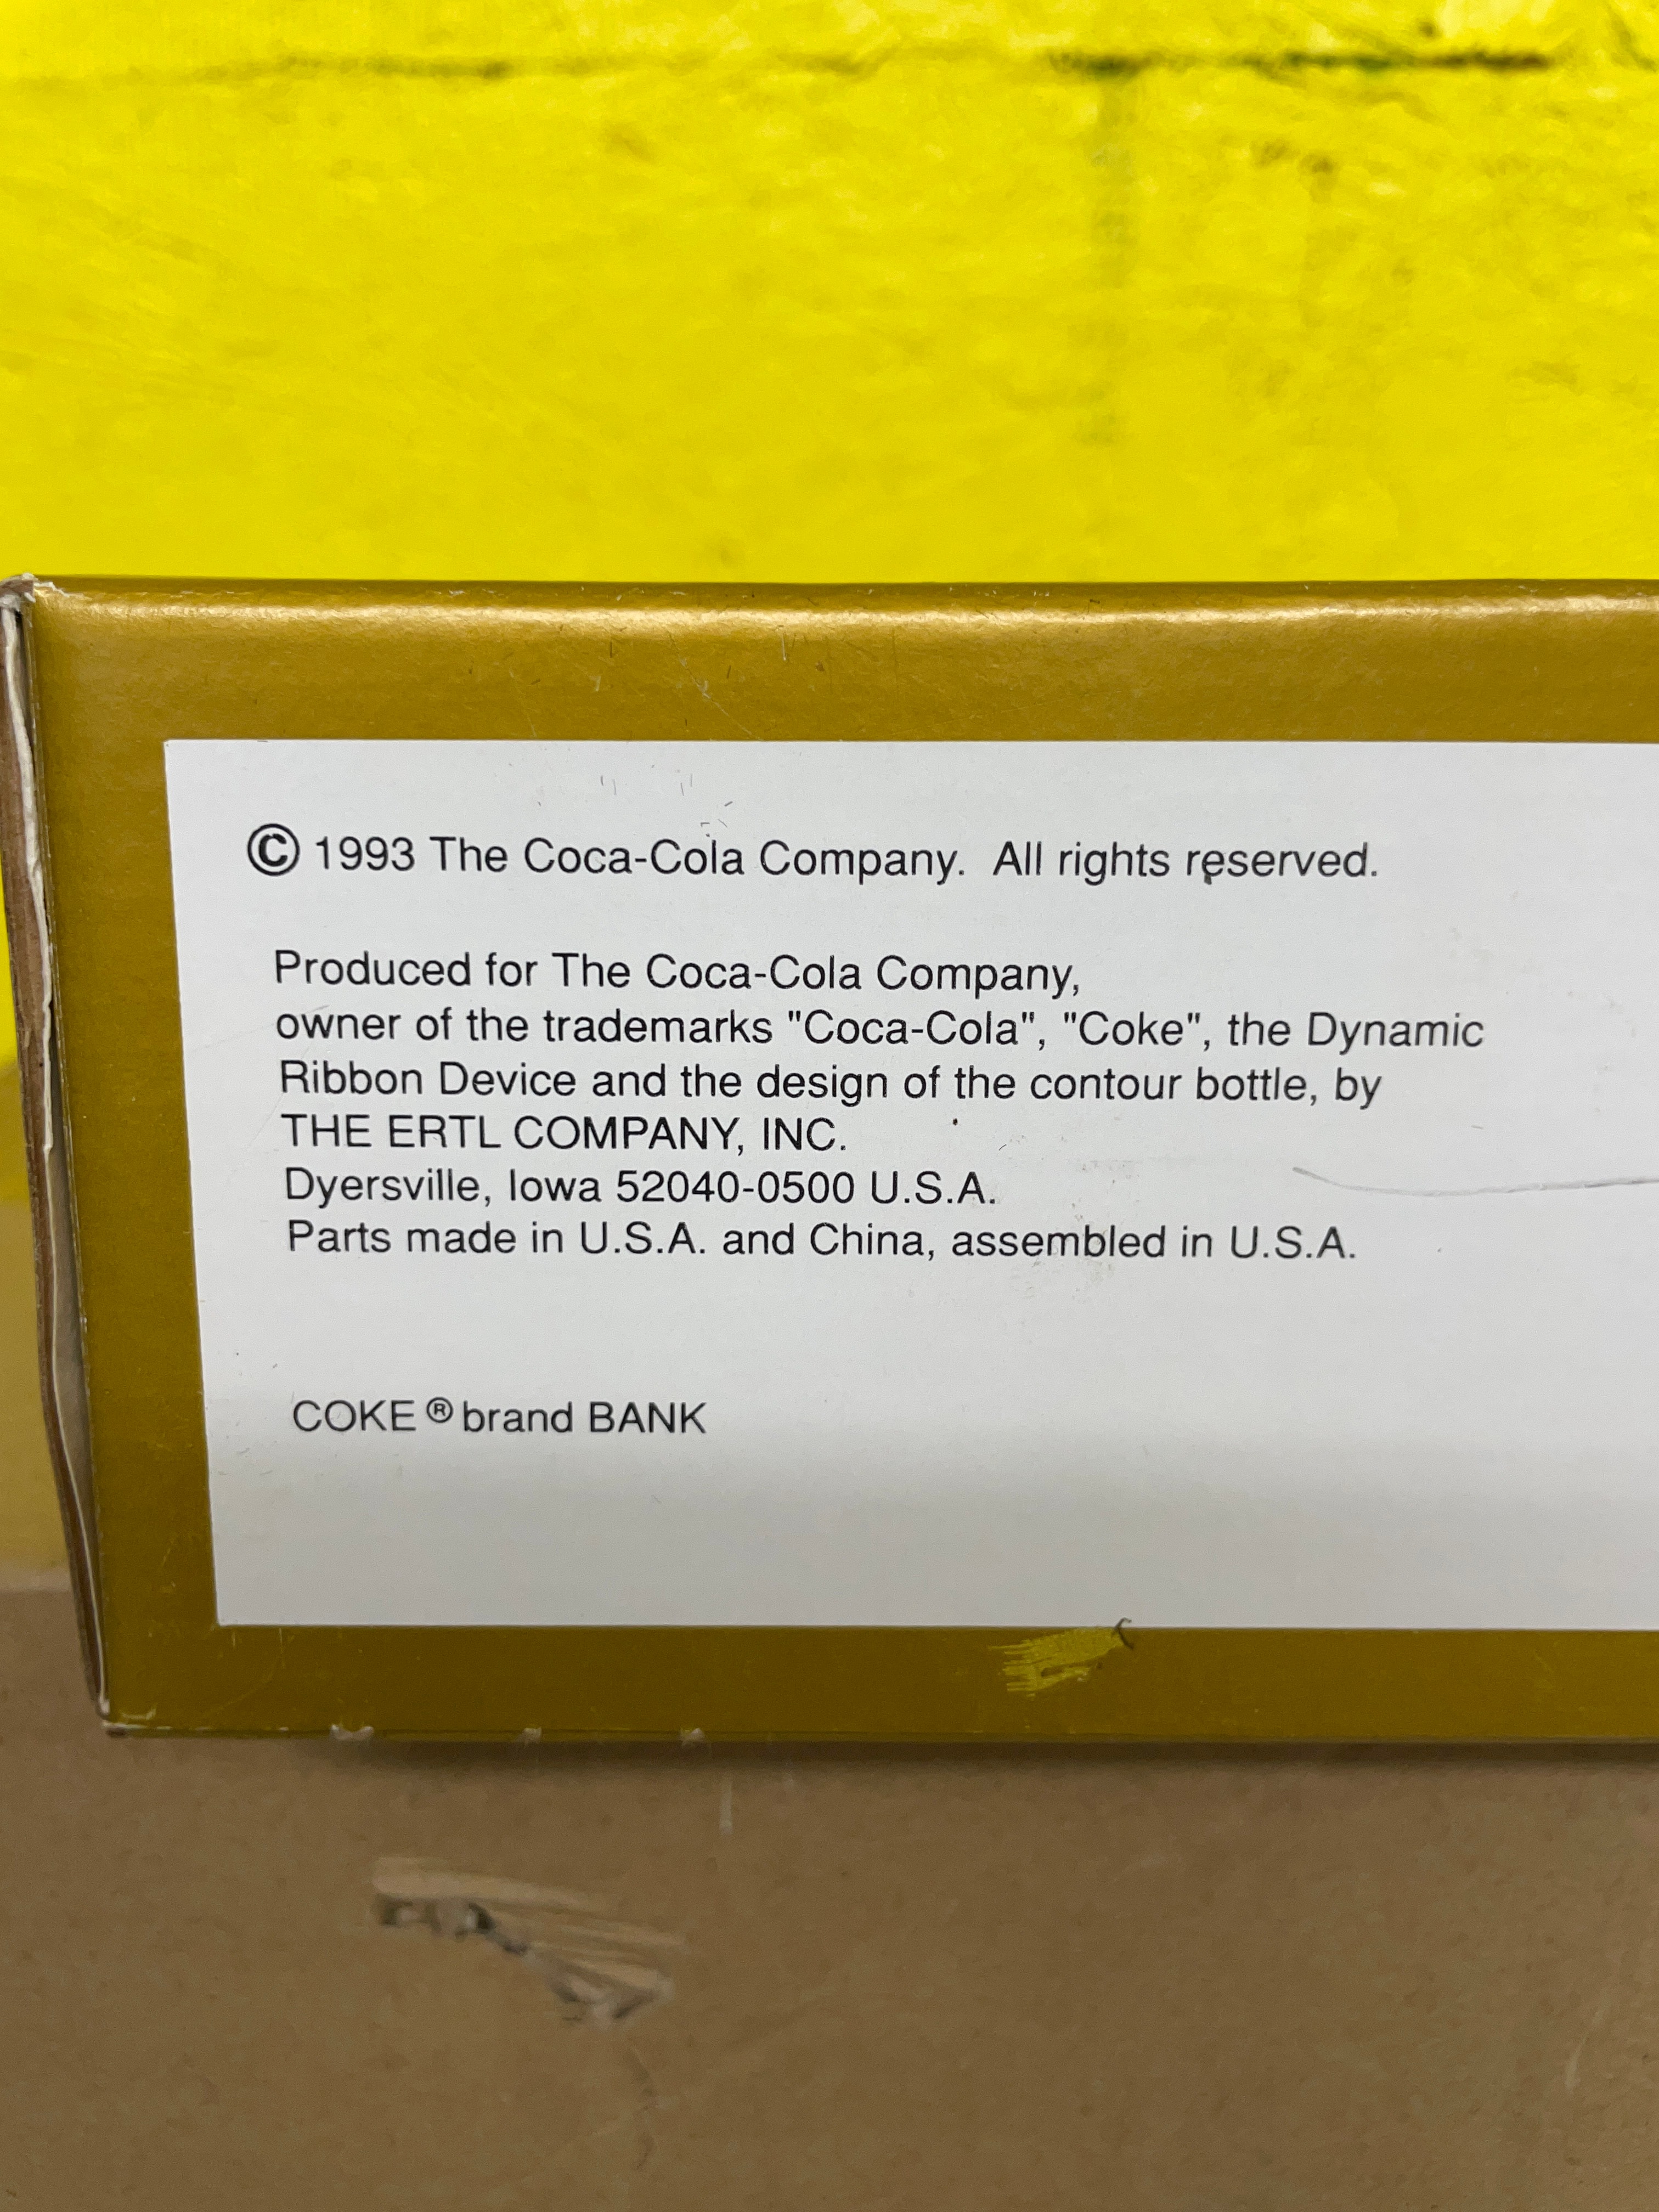 © 1993 The Coca-Cola Company. All rights reserved.
Produced for The Coca-Cola Company,
owner of the trademarks "Coca-Cola", "Coke", the Dynamic
Ribbon Device and the design of the contour bottle, by
THE ERTL COMPANY, INC.
Dyersville, Iowa 52040-0500 U.S.A.
Parts made in U.S.A. and China, assembled in U.S.A.
COKE ® brand BANK